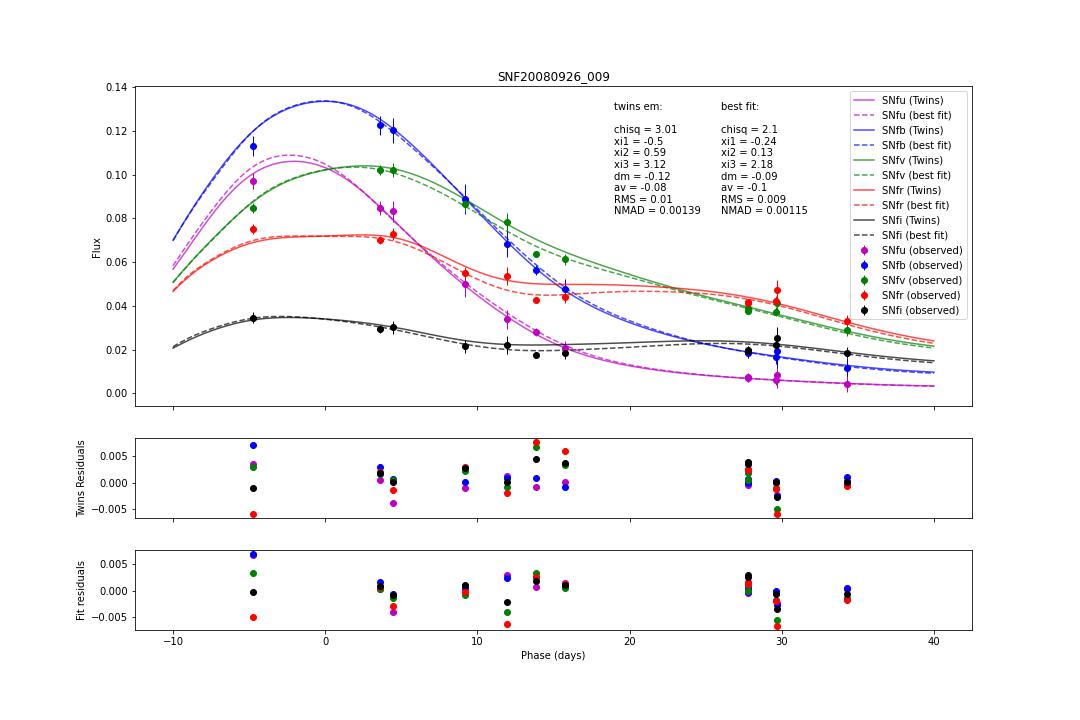 SNF20080926_009
0.14
0.12
0.10
0.08
0.06
0.04
0.02
0.00
Flux
twins em:
chisq = 3.01
xi1 = -0.5
xi2 = 0.59
xi3 = 3.12
dm = -0.12
av = -0.08
RMS = 0.01
NMAD = 0.00139
best fit:
chisq = 2.1
xi1 = -0.24
xi2 = 0.13
xi3 = 2.18
dm = -0.09
av = -0.1
RMS = 0.009
NMAD = 0.00115
SNfu (Twins)
SNfu (best fit)
SNfb (Twins)
SNfb (best fit)
SNfv (Twins)
SNfv (best fit)
SNfr (Twins)
SNfr (best fit)
SNfi (Twins)
SNfi (best fit)
SNfu (observed)
SNfb (observed)
SNfv (observed)
SNfr (observed)
SNfi (observed)
Twins Residuals
0.005
0.000
−0.005
Fit residuals
0.005
0.000
−0.005
−10
0
10
20
30
40
Phase (days)